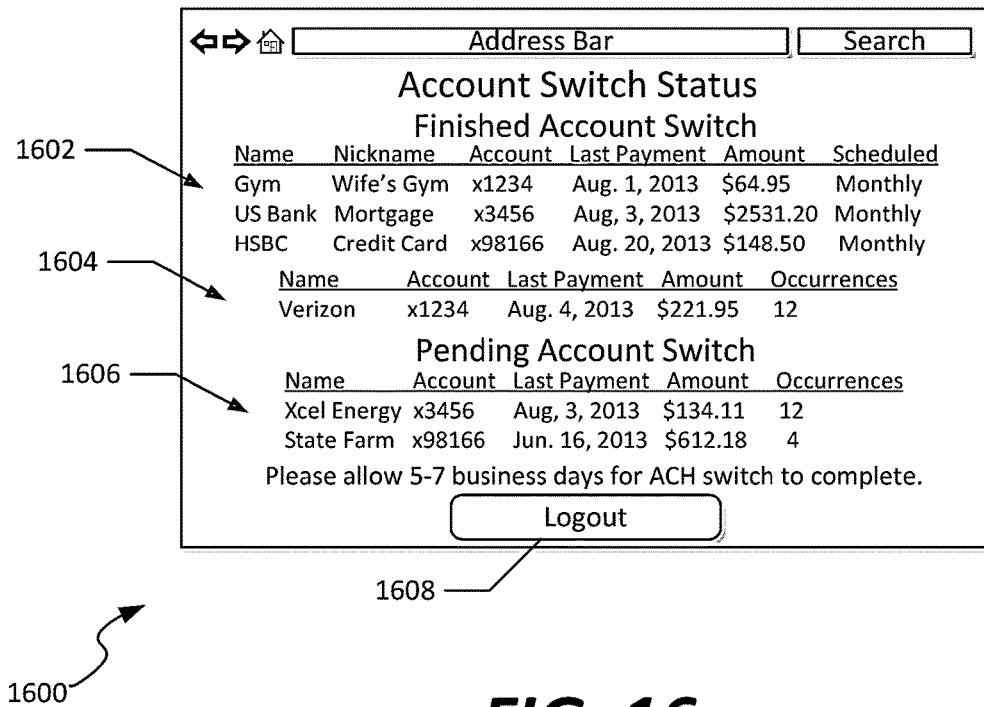 Address Bar Search
Account Switch Status
Finished Account Switch
1602
Name Nickname Account Last Payment Amount Scheduled
Gym Wife's Gym x1234 Aug. 1, 2013 $64.95 Monthly
US Bank Mortgage x3456 Aug, 3, 2013 $2531.20 Monthly
HSBC Credit Card x98166 Aug. 20, 2013 $148.50 Monthly
1604
Name Account Last Payment Amount Occurrences
Verizon x1234 Aug. 4, 2013 $221.95 12
Pending Account Switch
1606
Name Account Last Payment Amount Occurrences
Xcel Energy x3456 Aug, 3, 2013 $134.11 12
State Farm x98166 Jun. 16, 2013 $612.18 4
Please allow 5-7 business days for ACH switch to complete.
Logout
1608
1600
FIG. 16